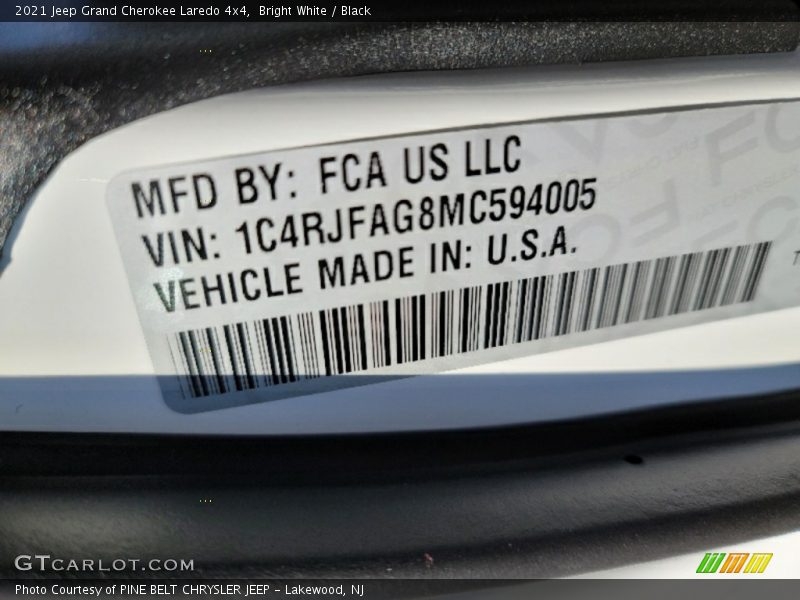 2021 Jeep Grand Cherokee Laredo 4x4, Bright White / Black
MFD BY: FCA US LLC
VIN: 1C4RJFAG8MC594005
VEHICLE MADE IN: U.S.A.
GTCARLOT.COM
Photo Courtesy of PINE BELT CHRYSLER JEEP - Lakewood, NJ